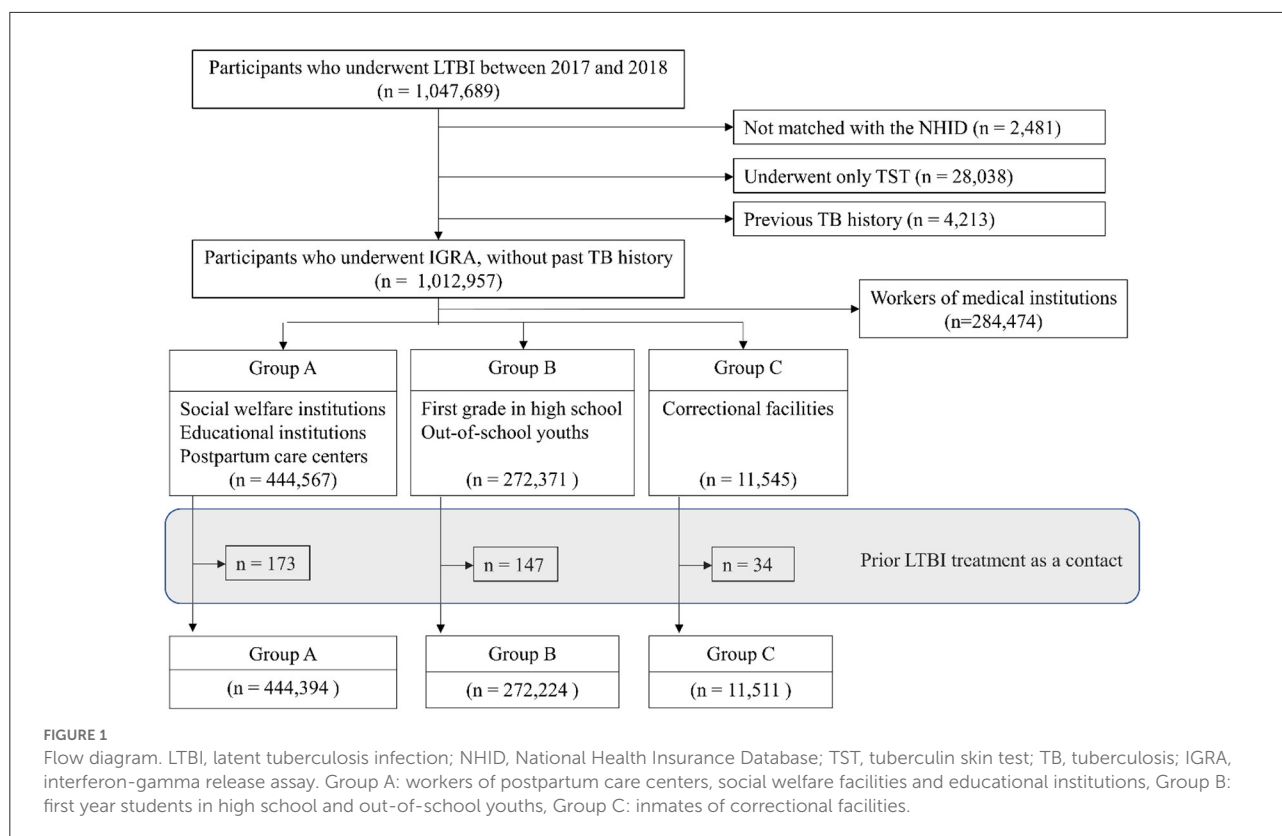 Participants who underwent LTBI between 2017 and 2018
(n = 1,047,689)
Not matched with the NHID (n = 2,481)
Underwent only TST (n = 28,038)
Previous TB history (n = 4,213)
Participants who underwent IGRA, without past TB history
(n = 1,012,957)
Workers of medical institutions
(n=284,474)
Group A
Social welfare institutions
Educational institutions
Postpartum care centers
(n = 444,567)
Group B
First grade in high school
Out-of-school youths
(n = 272,371 )
Group C
Correctional facilities
(n = 11,545)
n = 173
n = 147
n = 34
Prior LTBI treatment as a contact
Group A
(n = 444,394 )
Group B
(n = 272,224 )
Group C
(n = 11,511 )
FIGURE 1
Flow diagram. LTBI, latent tuberculosis infection; NHID, National Health Insurance Database; TST, tuberculin skin test; TB, tuberculosis; IGRA,
interferon-gamma release assay. Group A: workers of postpartum care centers, social welfare facilities and educational institutions, Group B:
first year students in high school and out-of-school youths, Group C: inmates of correctional facilities.